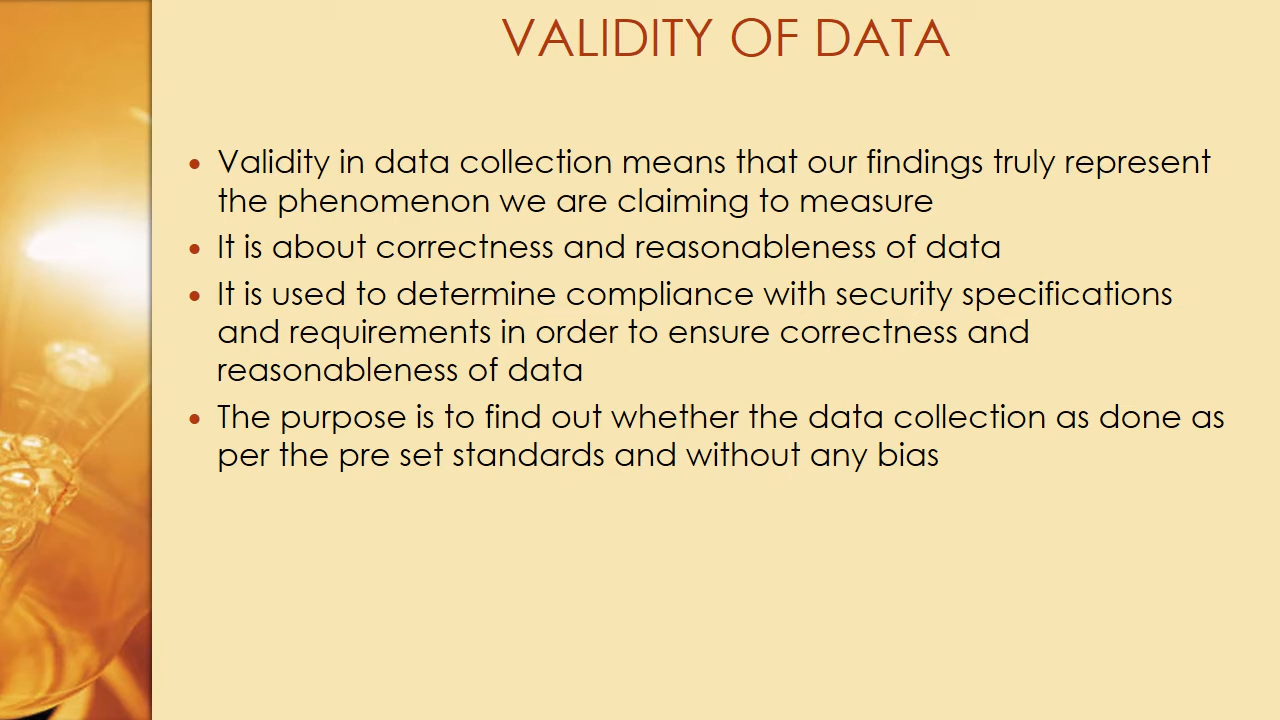 VALIDITY OF DATA
• Validity in data collection means that our findings truly represent
the phenomenon we are claiming to measure
• It is about correctness and reasonableness of data
• It is used to determine compliance with security specifications
and requirements in order to ensure correctness and
reasonableness of data
• The purpose is to find out whether the data collection as done as
per the pre set standards and without any bias